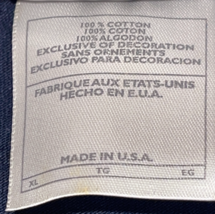 100% COTTON
100% COTON
100% ALGODON
EXCLUSIVE OF DECORATION
SANS ORNEMENTS
EXCLUSIVO PARA DECORACION
FABRIQUE AUX ETATS-UNIS
HECHO EN E.U.A.
MADE IN U.S.A.
XL TG EG